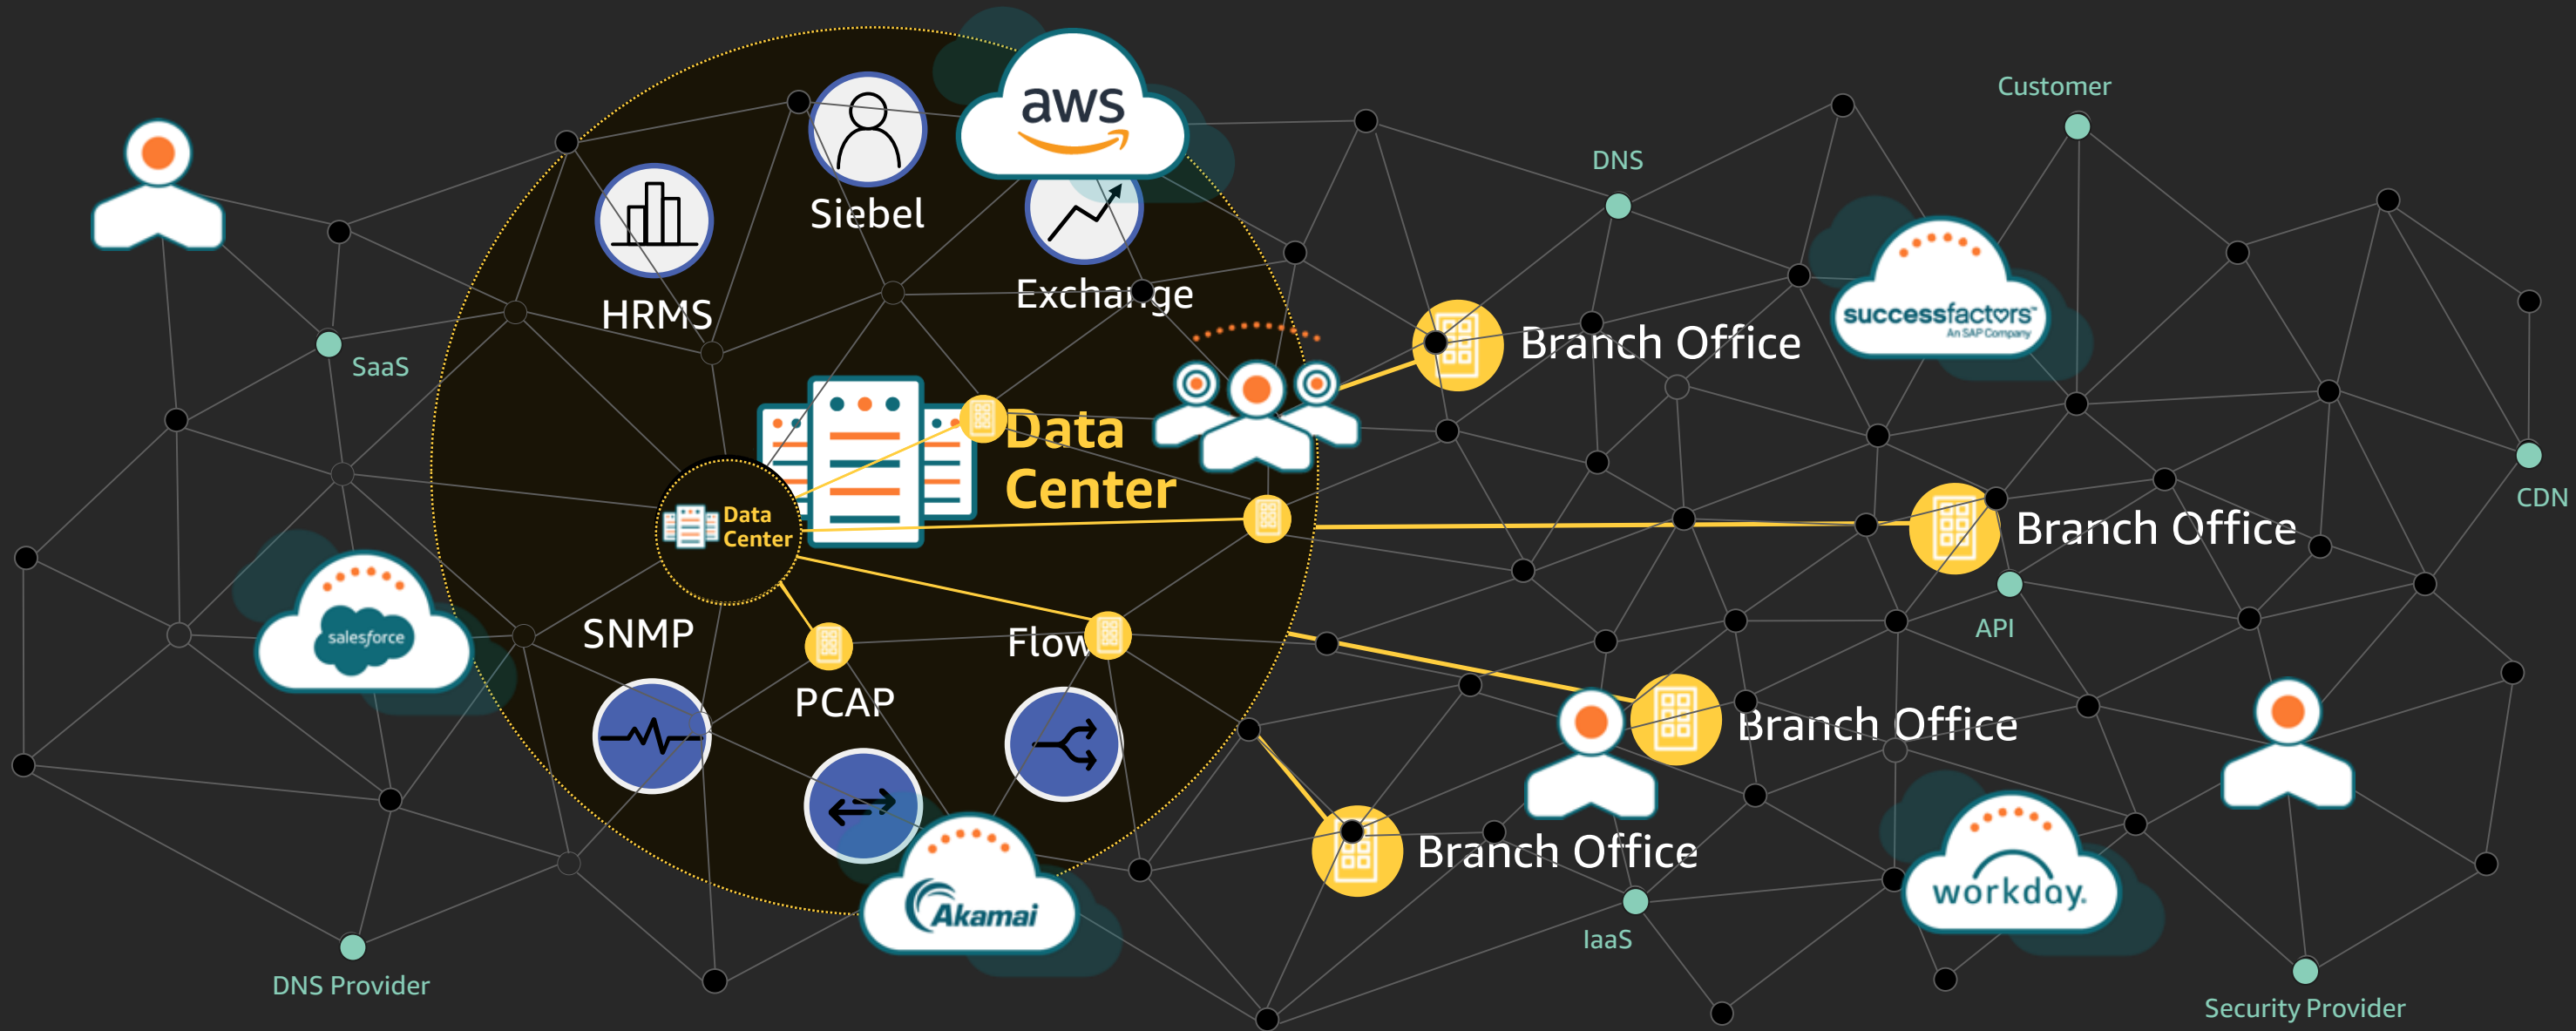 aws
Customer
DNS
Siebel
Exchange
HRMS
successfactors™
An SAP Company
Branch Office
SaaS
Data
Center
CDN
Data
Center
Branch Office
API
salesforce
SNMP
Flow
PCAP
Branch Office
Branch Office
workday.
Akamai
IaaS
DNS Provider
Security Provider